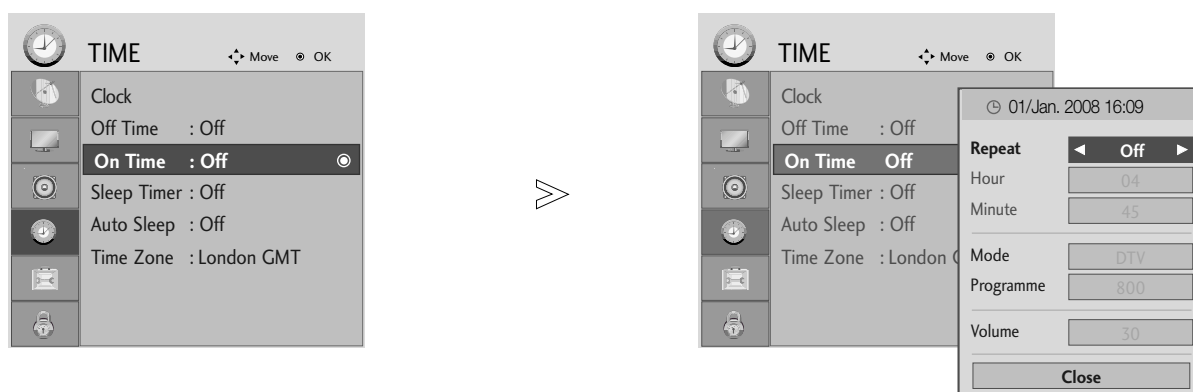 TIME Move OK
Clock
Off Time : Off
On Time : Off
Sleep Timer : Off
Auto Sleep : Off
Time Zone : London GMT
TIME Move OK
Clock
Off Time : Off
On Time Off
Sleep Timer : Off
Auto Sleep : Off
Time Zone : London
01/Jan. 2008 16:09
Repeat Off
Hour 04
Minute 45
Mode DTV
Programme 800
Volume 30
Close